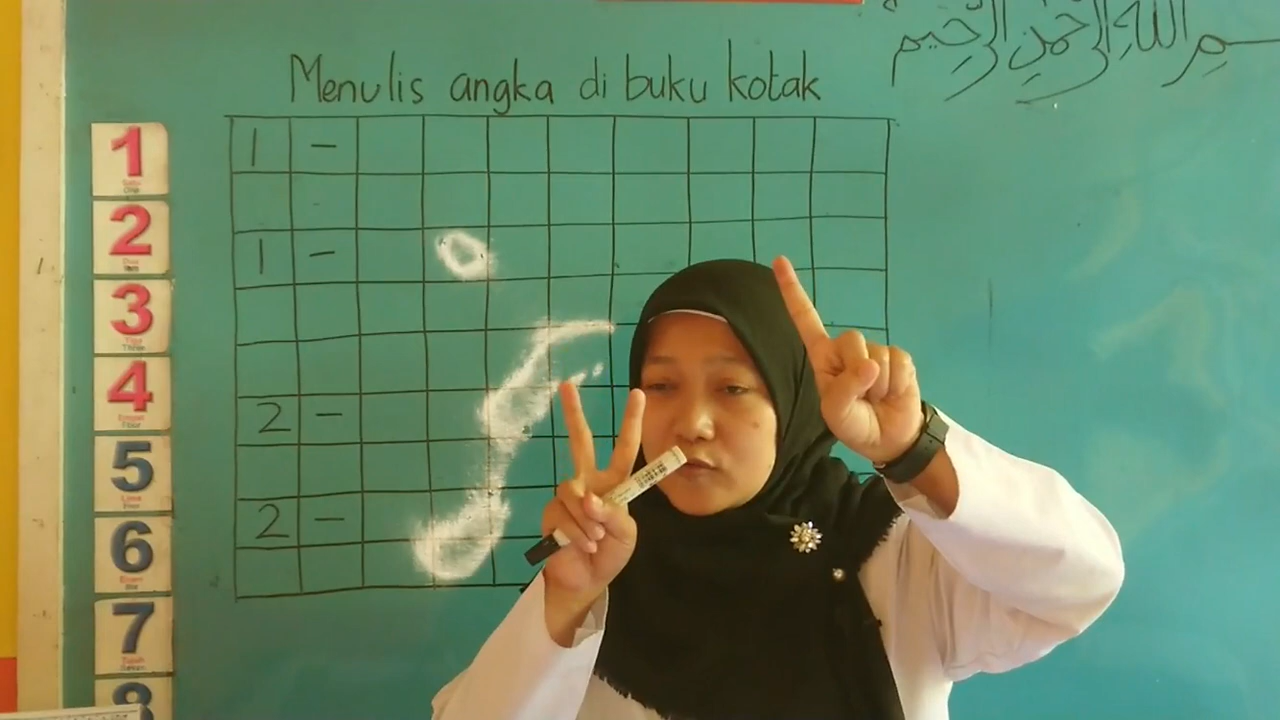 بسم الله الرحمن الرحيم
Menulis angka di buku kotak
1 -
1 -
2 -
2 -
1
Satu
One
2
Dua
Two
3
Tiga
Three
4
Empat
Four
5
Lima
Five
6
Enam
Six
7
Tujuh
Seven
8